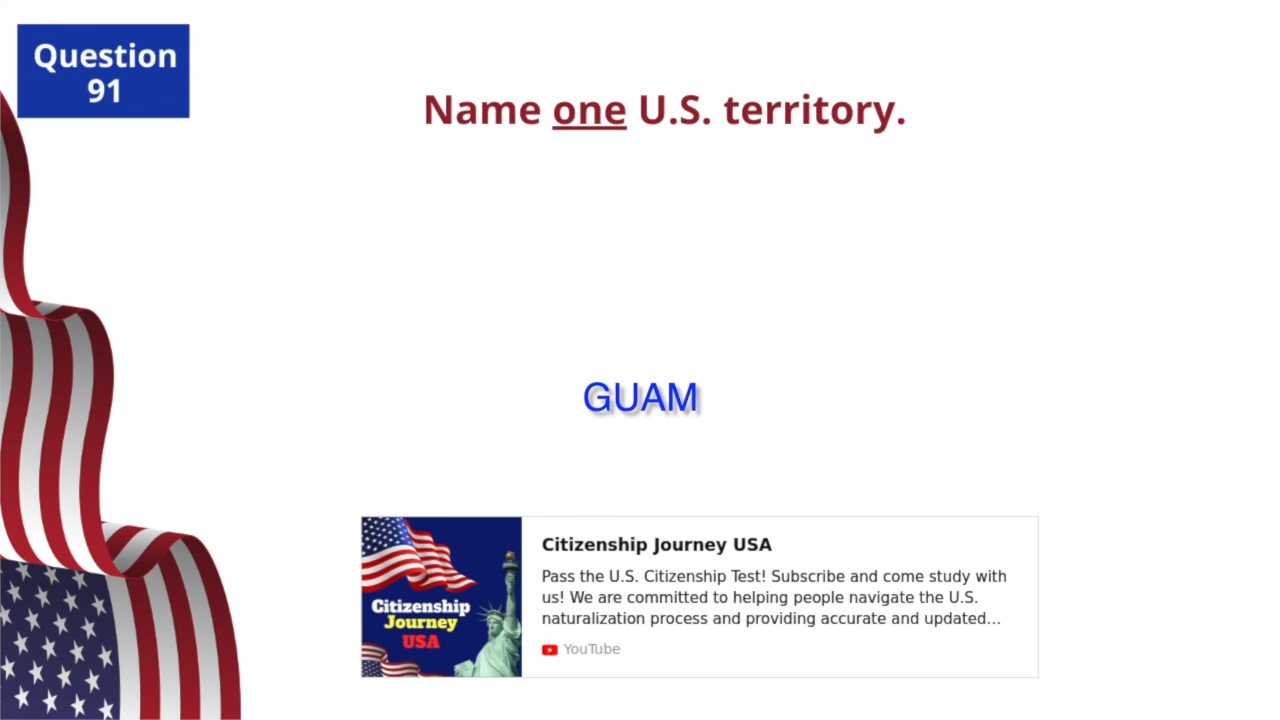 Question
91
Name one U.S. territory.
GUAM
Citizenship Journey USA
Pass the U.S. Citizenship Test! Subscribe and come study with
us! We are committed to helping people navigate the U.S.
naturalization process and providing accurate and updated...
YouTube
Citizenship
Journey
USA